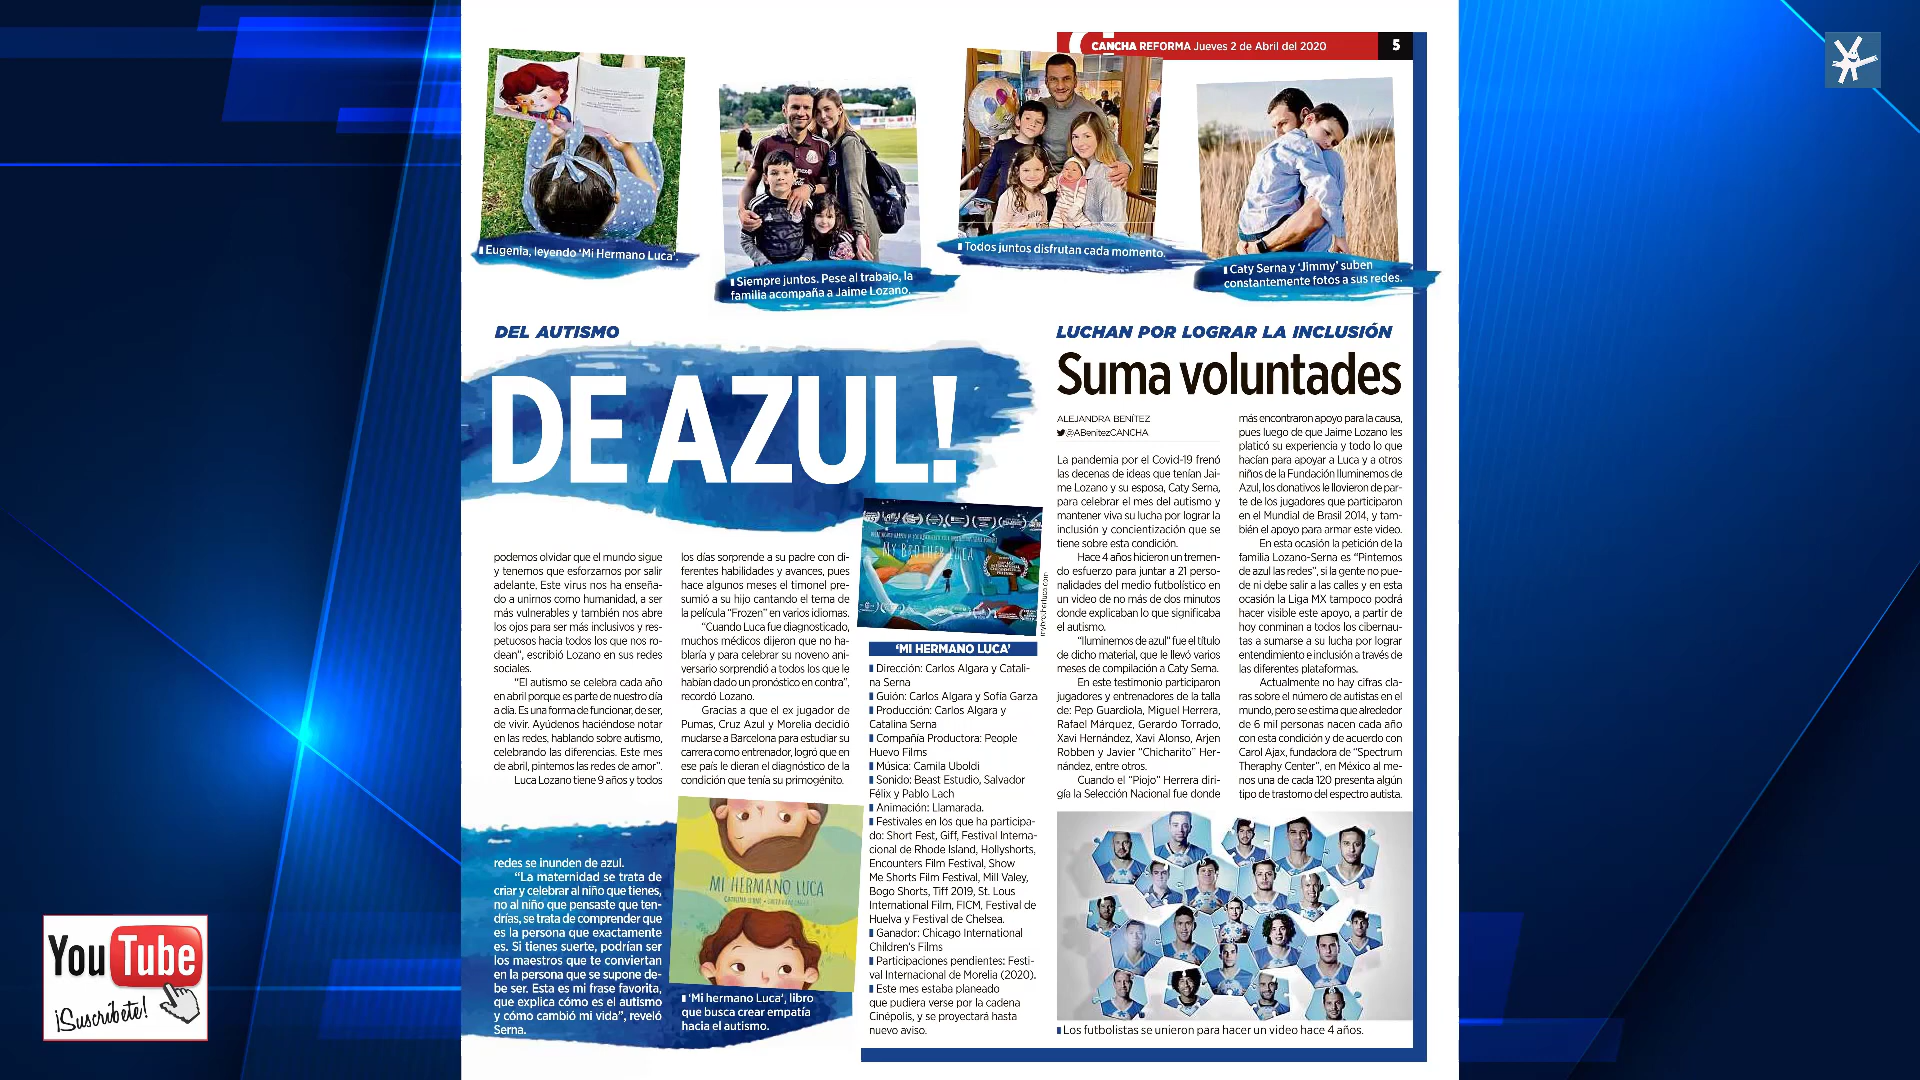 CANCHA REFORMA Jueves 2 de Abril del 2020
5
Eugenia, leyendo ‘Mi Hermano Luca’.
Siempre juntos. Pese al trabajo, la
familia acompaña a Jaime Lozano.
Todos juntos disfrutan cada momento.
Caty Serna y ‘Jimmy’ suben
constantemente fotos a sus redes.
DEL AUTISMO
DE AZUL!
podemos olvidar que el mundo sigue
y tenemos que esforzarnos por salir
adelante. Este virus nos ha enseña-
do a unirnos como humanidad, a ser
más vulnerables y también nos abre
los ojos para ser más inclusivos y res-
petuosos hacia todos los que nos ro-
dean”, escribió Lozano en sus redes
sociales.
“El autismo se celebra cada año
en abril porque es parte de nuestro día
a día. Es una forma de funcionar, de ser,
de vivir. Ayúdenos haciéndose notar
en las redes, hablando sobre autismo,
celebrando las diferencias. Este mes
de abril, pintemos las redes de amor”.
Luca Lozano tiene 9 años y todos
los días sorprende a su padre con di-
ferentes habilidades y avances, pues
hace algunos meses el timonel pre-
sumió a su hijo cantando el tema de
la película “Frozen” en varios idiomas.
“Cuando Luca fue diagnosticado,
muchos médicos dijeron que no ha-
blaría y para celebrar su noveno ani-
versario sorprendió a todos los que le
habían dado un pronóstico en contra”,
recordó Lozano.
Gracias a que el ex jugador de
Pumas, Cruz Azul y Morelia decidió
mudarse a Barcelona para estudiar su
carrera como entrenador, logró que en
ese país le dieran el diagnóstico de la
condición que tenía su primogénito.
redes se inunden de azul.
“La maternidad se trata de
criar y celebrar al niño que tienes,
no al niño que pensaste que ten-
drías, se trata de comprender que
es la persona que exactamente
es. Si tienes suerte, podrían ser
los maestros que te conviertan
en la persona que se supone de-
be ser. Esta es mi frase favorita,
que explica cómo es el autismo
y cómo cambió mi vida”, reveló
Serna.
MI HERMANO LUCA
‘Mi hermano Luca’, libro
que busca crear empatía
hacia el autismo.
MY BROTHER LUCA
mybrotherluca.com
‘MI HERMANO LUCA’
Dirección: Carlos Algara y Catali-
na Serna
Guión: Carlos Algara y Sofía Garza
Producción: Carlos Algara y
Catalina Serna
Compañía Productora: People
Huevo Films
Música: Camila Uboldi
Sonido: Beast Estudio, Salvador
Félix y Pablo Lach
Animación: Llamarada.
Festivales en los que ha participa-
do: Short Fest, Giff, Festival Interna-
cional de Rhode Island, Hollyshorts,
Encounters Film Festival, Show
Me Shorts Film Festival, Mill Valey,
Bogo Shorts, Tiff 2019, St. Lous
International Film, FICM, Festival de
Huelva y Festival de Chelsea.
Ganador: Chicago International
Children’s Films
Participaciones pendientes: Festi-
val Internacional de Morelia (2020).
Este mes estaba planeado
que pudiera verse por la cadena
Cinépolis, y se proyectará hasta
nuevo aviso.
LUCHAN POR LOGRAR LA INCLUSIÓN
Suma voluntades
ALEJANDRA BENÍTEZ
@ABenitezCANCHA
La pandemia por el Covid-19 frenó
las decenas de ideas que tenían Jai-
me Lozano y su esposa, Caty Serna,
para celebrar el mes del autismo y
mantener viva su lucha por lograr la
inclusión y concientización que se
tiene sobre esta condición.
Hace 4 años hicieron un tremen-
do esfuerzo para juntar a 21 perso-
nalidades del medio futbolístico en
un video de no más de dos minutos
donde explicaban lo que significaba
el autismo.
“Iluminemos de azul” fue el título
de dicho material, que le llevó varios
meses de compilación a Caty Serna.
En este testimonio participaron
jugadores y entrenadores de la talla
de: Pep Guardiola, Miguel Herrera,
Rafael Márquez, Gerardo Torrado,
Xavi Hernández, Xavi Alonso, Arjen
Robben y Javier “Chicharito” Her-
nández, entre otros.
Cuando el “Piojo” Herrera diri-
gía la Selección Nacional fue donde
más encontraron apoyo para la causa,
pues luego de que Jaime Lozano les
platicó su experiencia y todo lo que
hacían para apoyar a Luca y a otros
niños de la Fundación Iluminemos de
Azul, los donativos le llovieron de par-
te de los jugadores que participaron
en el Mundial de Brasil 2014, y tam-
bién el apoyo para armar este video.
En esta ocasión la petición de la
familia Lozano-Serna es “Pintemos
de azul las redes”, si la gente no pue-
de ni debe salir a las calles y en esta
ocasión la Liga MX tampoco podrá
hacer visible este apoyo, a partir de
hoy conminan a todos los cibernau-
tas a sumarse a su lucha por lograr
entendimiento e inclusión a través de
las diferentes plataformas.
Actualmente no hay cifras cla-
ras sobre el número de autistas en el
mundo, pero se estima que alrededor
de 6 mil personas nacen cada año
con esta condición y de acuerdo con
Carol Ajax, fundadora de “Spectrum
Theraphy Center”, en México al me-
nos una de cada 120 presenta algún
tipo de trastorno del espectro autista.
Los futbolistas se unieron para hacer un video hace 4 años.
YouTube
¡Suscríbete!